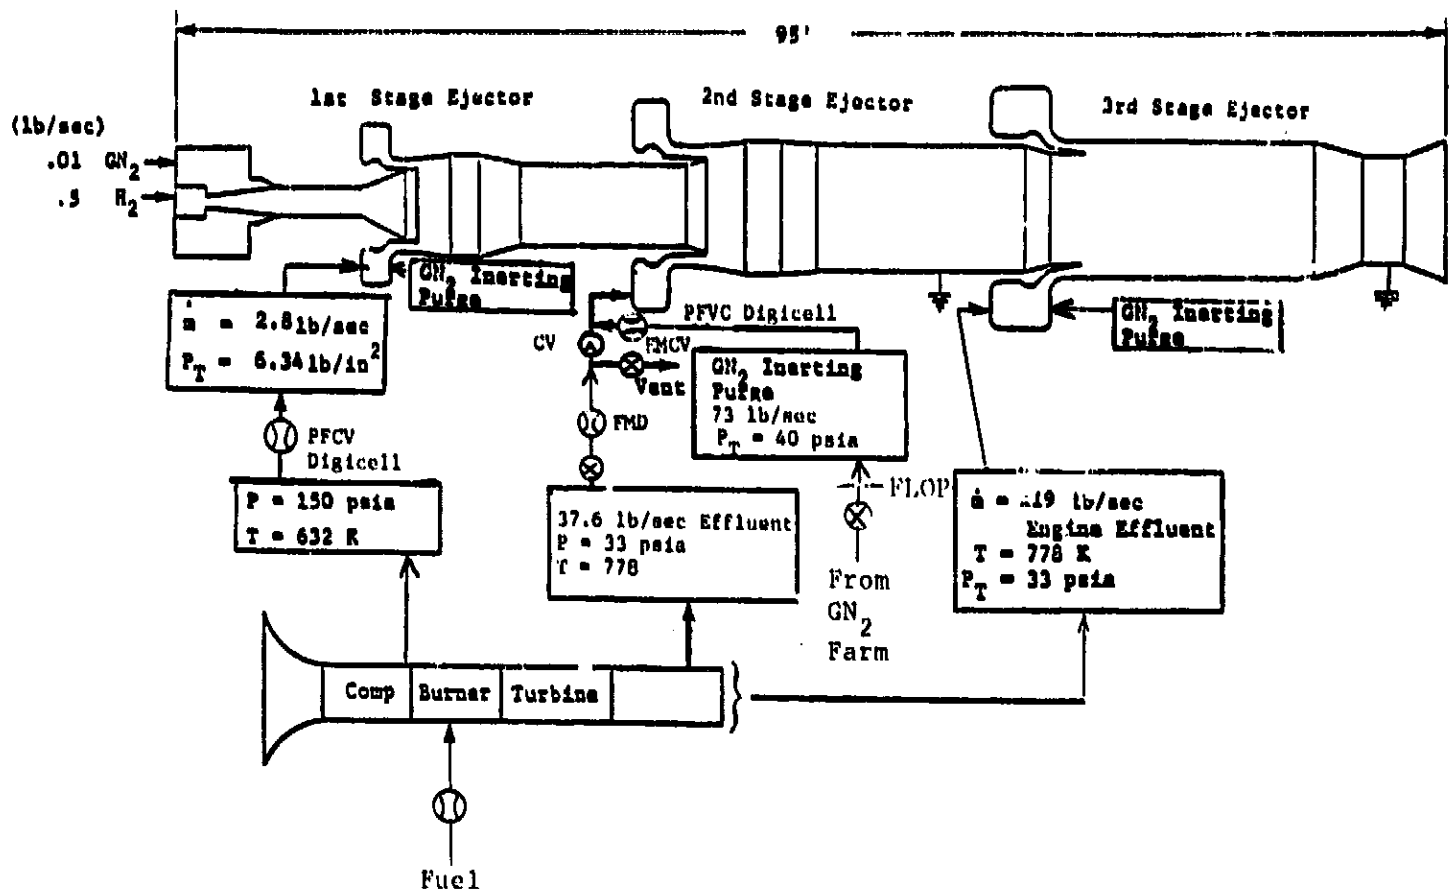 95'
1st Stage Ejector
2nd Stage Ejector
3rd Stage Ejector
(lb/sec)
.01 GN2
.5 H2
GN2 Inerting
Purge
ṁ = 2.8 lb/sec
PT = 6.34 lb/in2
PFVC Digicell
CV
FMCV
Vent
GN2 Inerting
Purge
GN2 Inerting
Purge
73 lb/sec
PT = 40 psia
FMD
PFCV
Digicell
FLOP
P = 150 psia
T = 632 R
37.6 lb/sec Effluent
P = 33 psia
T = 778
ṁ = 19 lb/sec
Engine Effluent
T = 778 K
PT = 33 psia
From
GN2
Farm
Comp
Burner
Turbine
Fuel